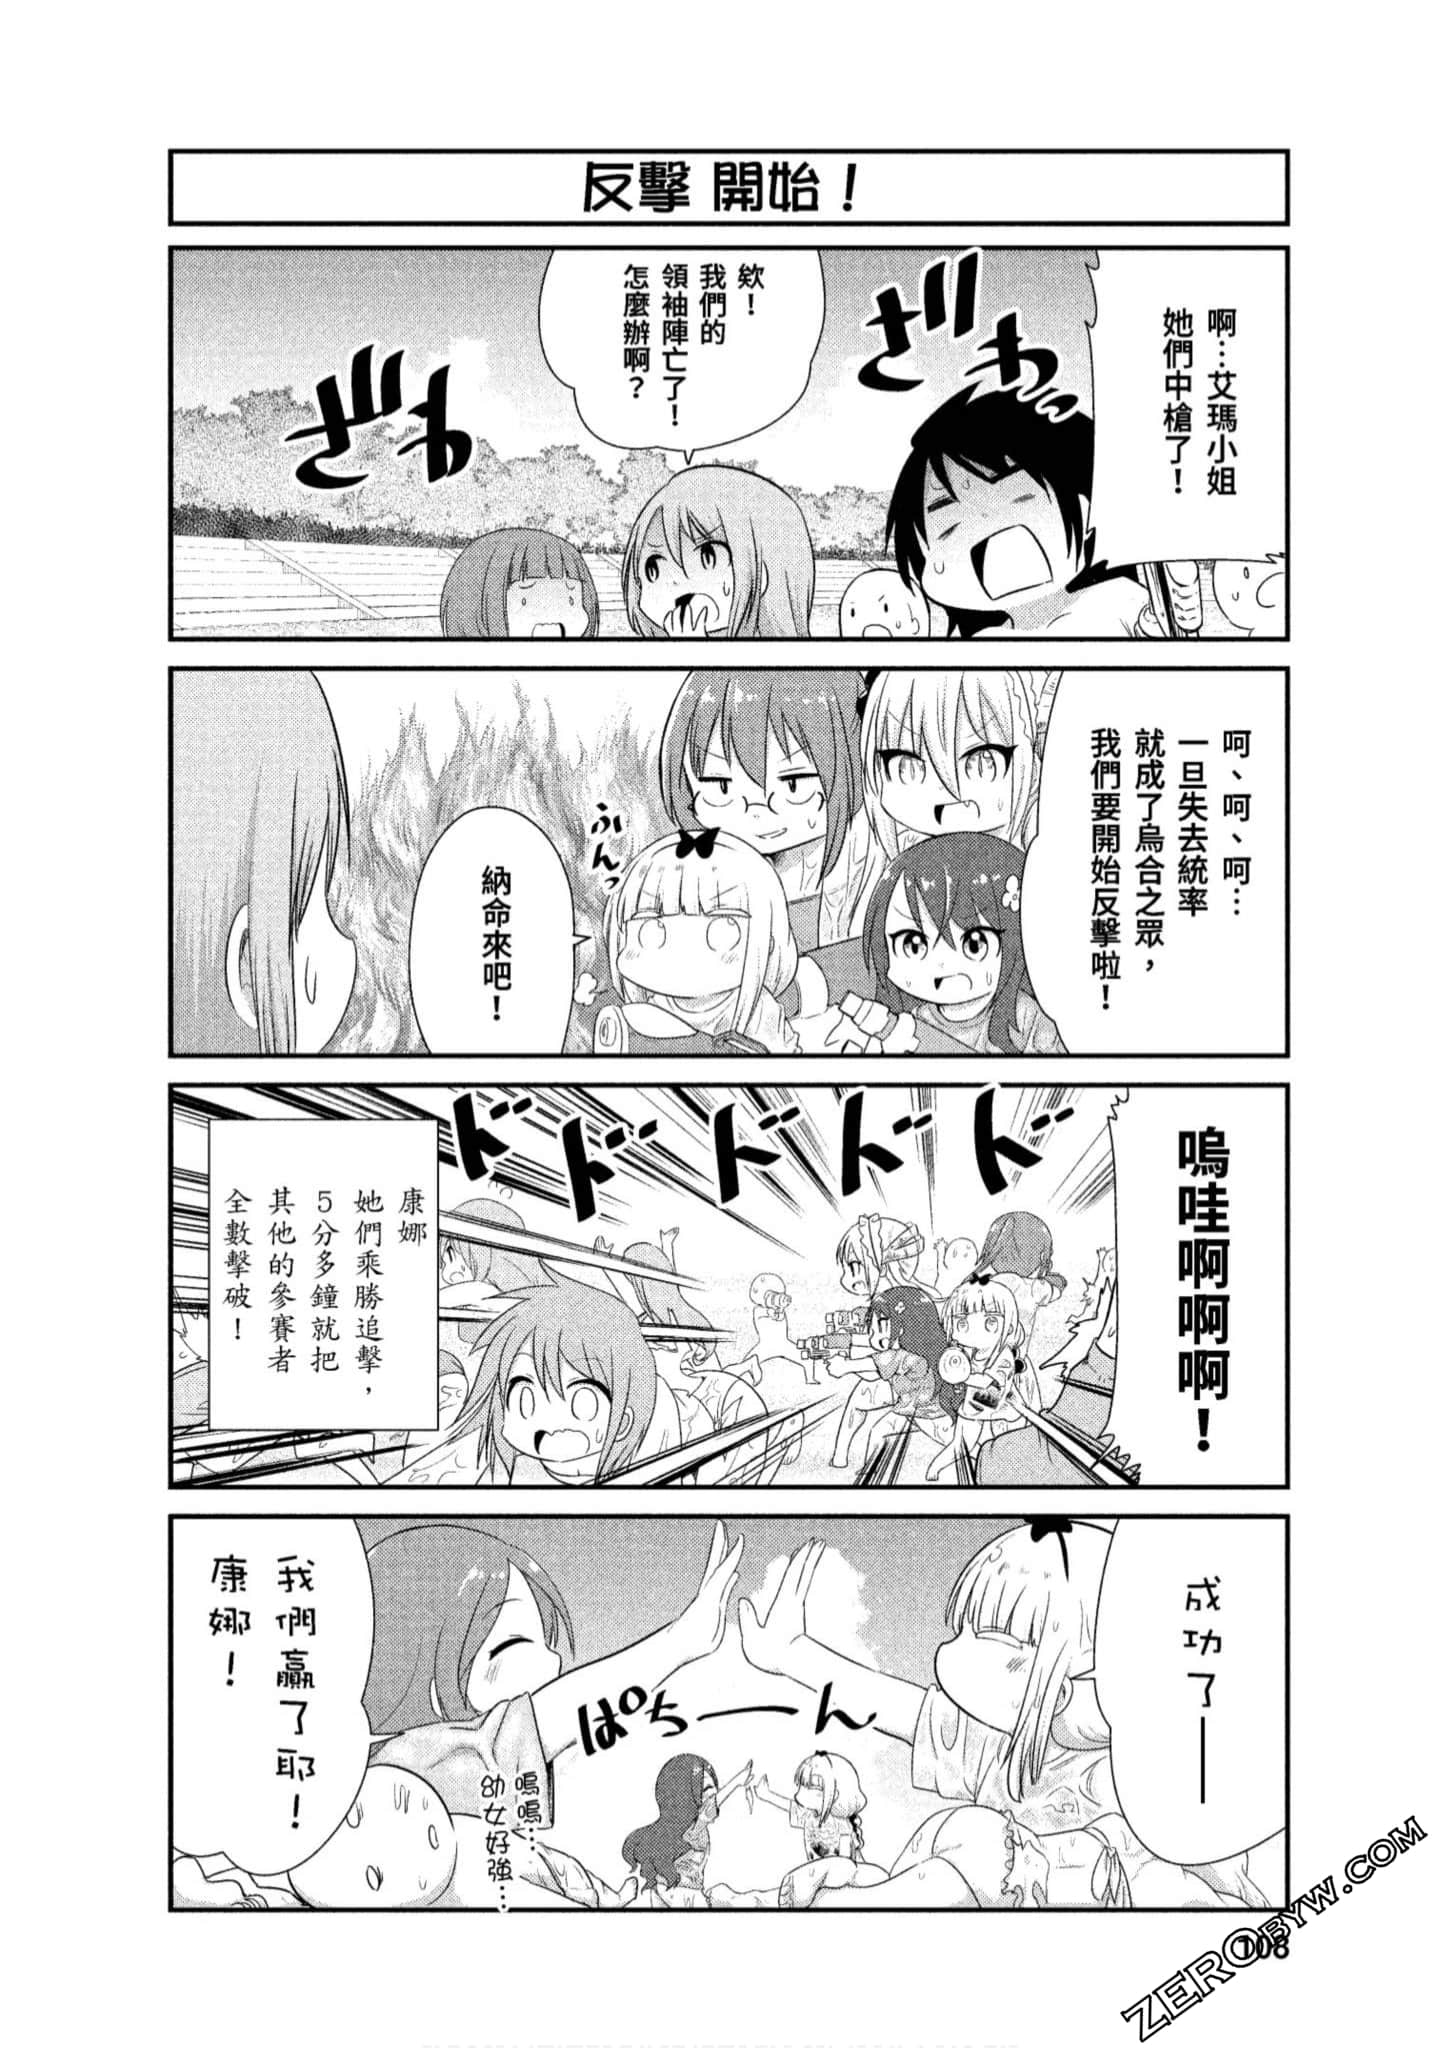 反擊 開始！
啊…艾瑪小姐
她們中槍了！
欸！
我們的
領袖陣亡了！
怎麼辦啊？
ざわ
ざわ
呵、呵、呵…
一旦失去統率
就成了烏合之眾，
我們要開始反擊啦！
ふんっ
納命來吧！
嗚哇啊啊啊！
ドドドドド
康娜
她們乘勝追擊，
5分多鐘就把
其他的參賽者
全數擊破！
成功了——
ぱちーーん
我們贏了耶！
康娜！
嗚嗚…
幼女好強…
108
ZEROBYW.COM